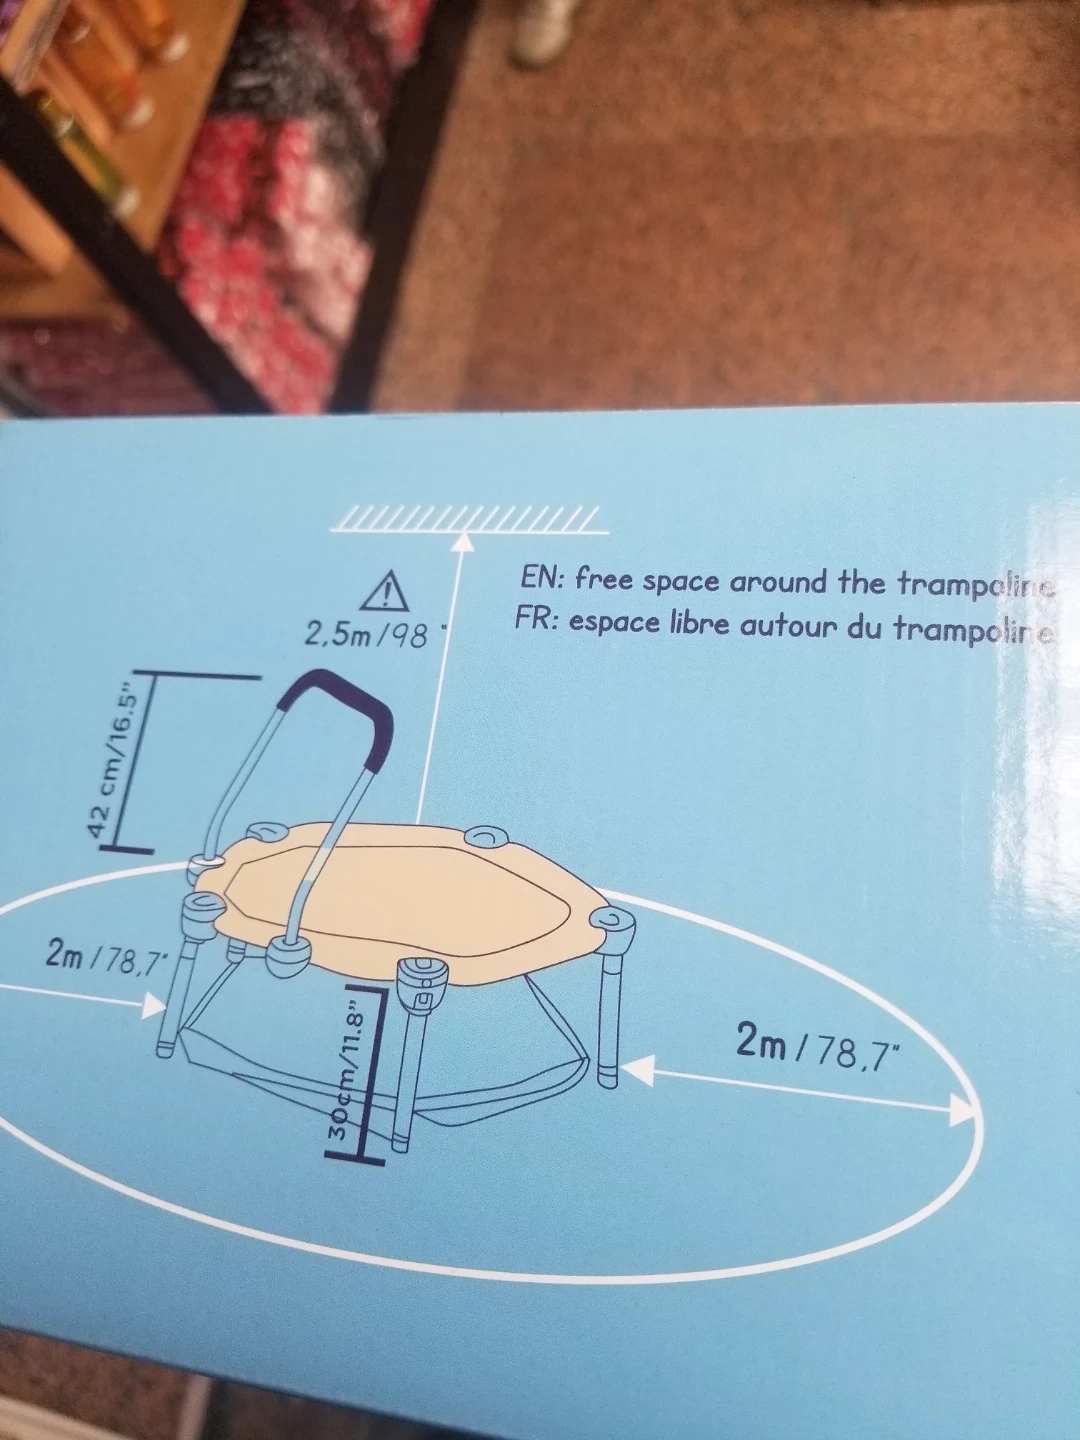 EN: free space around the trampoline
FR: espace libre autour du trampoline
2,5m/98"
42 cm/16.5"
2m/78,7"
30cm/11.8"
2m/78,7"